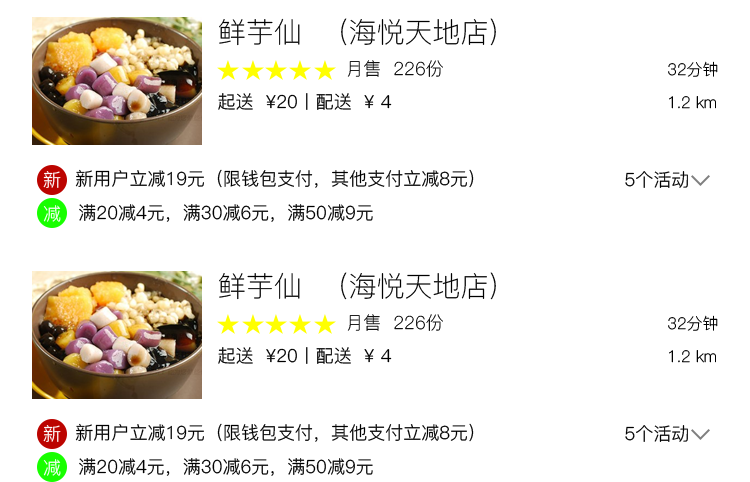 鲜芋仙 （海悦天地店）
月售 226份 32分钟
起送 ¥20 | 配送 ¥ 4 1.2 km
新 新用户立减19元（限钱包支付，其他支付立减8元） 5个活动
减 满20减4元，满30减6元，满50减9元
鲜芋仙 （海悦天地店）
月售 226份 32分钟
起送 ¥20 | 配送 ¥ 4 1.2 km
新 新用户立减19元（限钱包支付，其他支付立减8元） 5个活动
减 满20减4元，满30减6元，满50减9元